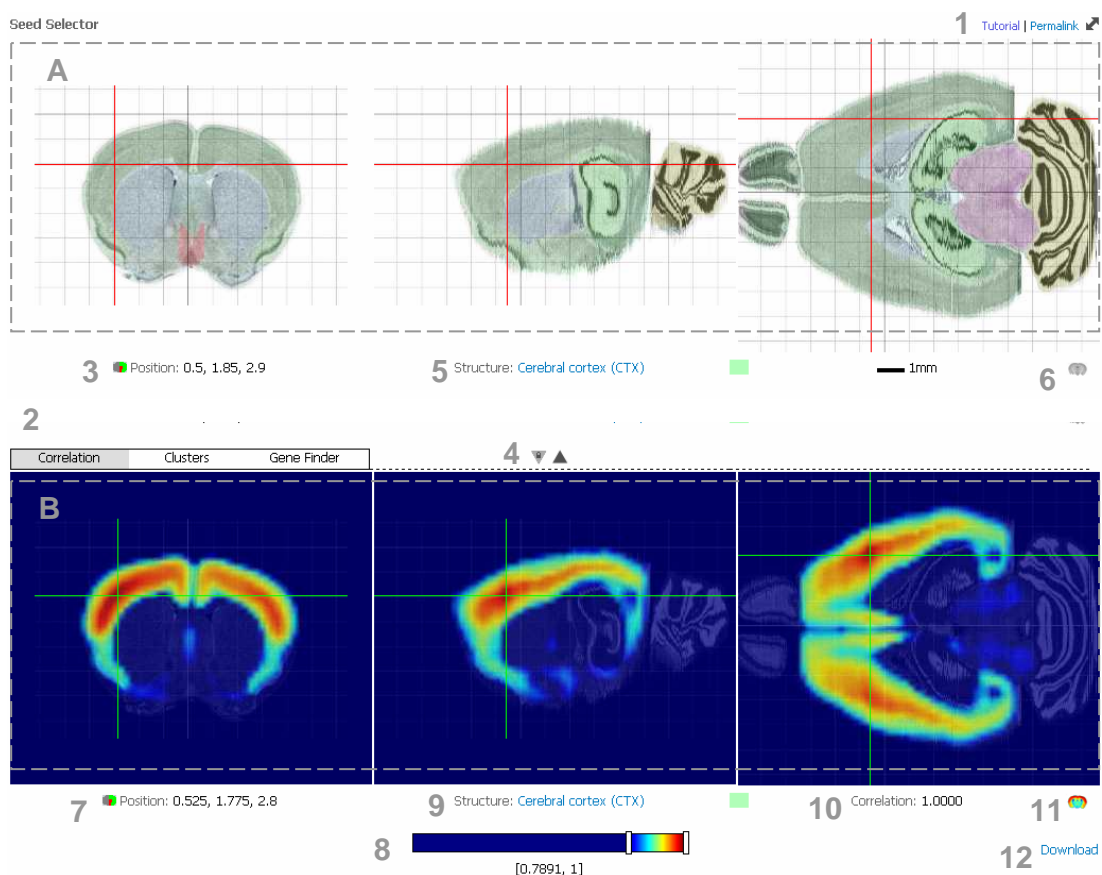 Seed Selector
1 Tutorial | Permalink
A
3 Position: 0.5, 1.85, 2.9
5 Structure: Cerebral cortex (CTX)
1mm
6
2
Correlation Clusters Gene Finder
4
B
7 Position: 0.525, 1.775, 2.8
9 Structure: Cerebral cortex (CTX)
10 Correlation: 1.0000
11
8
[0.7891, 1]
12 Download